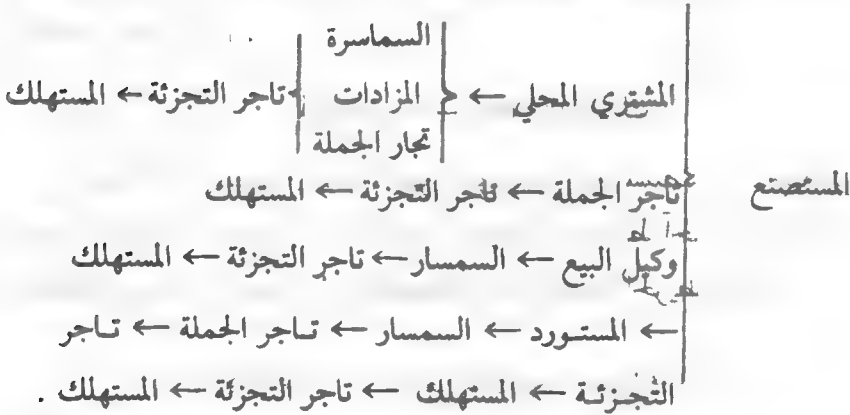 السماسرة
المشتري المحلي ← المزادات تاجر التجزئة ← المستهلك
تجار الجملة
المستصنع
تاجر الجملة ← تاجر التجزئة ← المستهلك
وكيل البيع ← السمسار ← تاجر التجزئة ← المستهلك
← المستورد ← السمسار ← تاجر الجملة ← تاجر
التجزئة ← المستهلك ← تاجر التجزئة ← المستهلك .